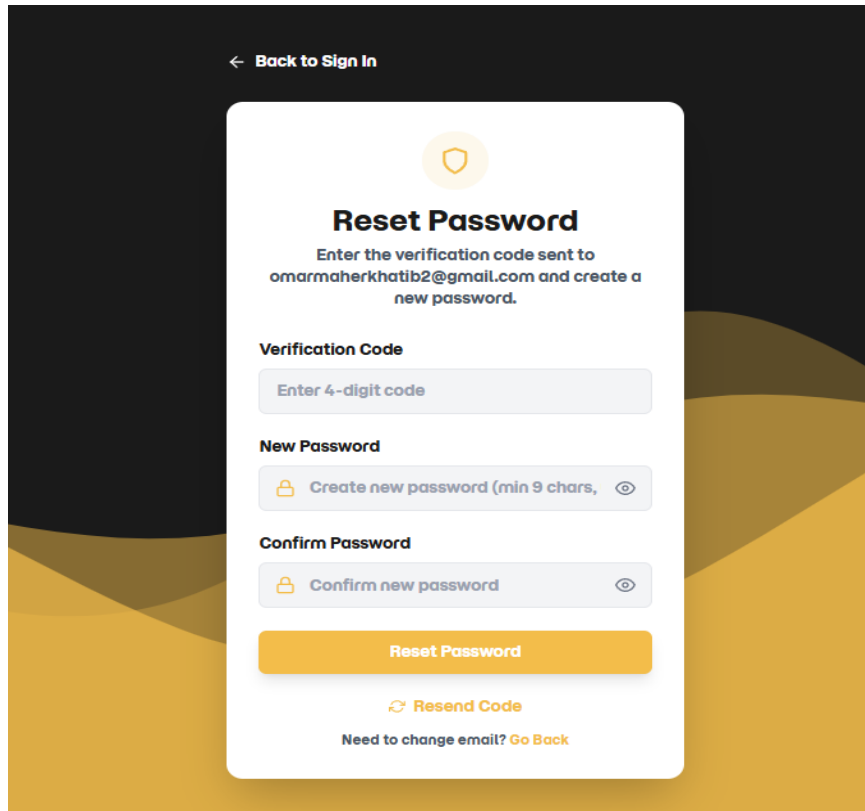 Back to Sign In
Reset Password
Enter the verification code sent to
omarmaherkhatib2@gmail.com and create a
new password.
Verification Code
Enter 4-digit code
New Password
Create new password (min 9 chars,
Confirm Password
Confirm new password
Reset Password
Resend Code
Need to change email? Go Back